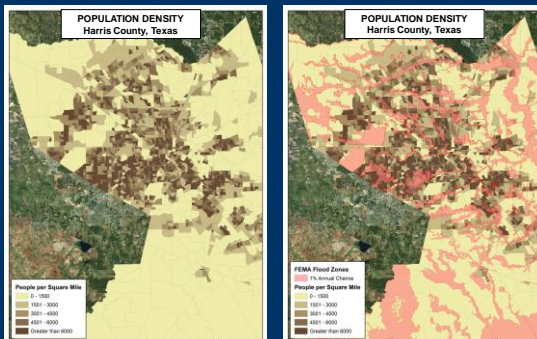 POPULATION DENSITY
Harris County, Texas
People per Square Mile
0 - 1500
1501 - 3000
3001 - 4500
4501 - 6000
Greater than 6000
POPULATION DENSITY
Harris County, Texas
FEMA Flood Zones
1% Annual Chance
People per Square Mile
0 - 1500
1501 - 3000
3001 - 4500
4501 - 6000
Greater than 6000